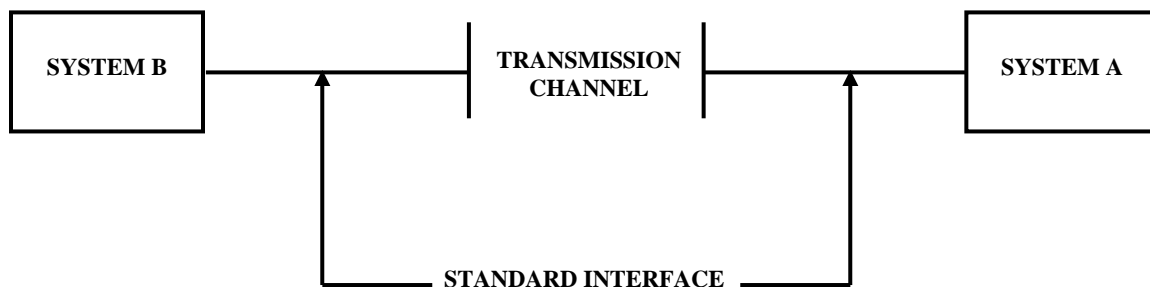 SYSTEM B
TRANSMISSION
CHANNEL
SYSTEM A
STANDARD INTERFACE